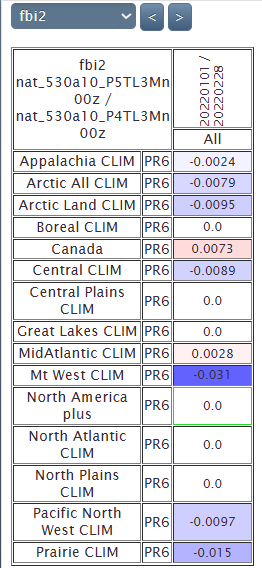 fbi2
<
>
fbi2
nat_530a10_P5TL3Mn
00z /
nat_530a10_P4TL3Mn
00z
20220101 /
20220228
All
Appalachia CLIM PR6 -0.0024
Arctic All CLIM PR6 -0.0079
Arctic Land CLIM PR6 -0.0095
Boreal CLIM PR6 0.0
Canada PR6 0.0073
Central CLIM PR6 -0.0089
Central Plains
CLIM PR6 0.0
Great Lakes CLIM PR6 0.0
MidAtlantic CLIM PR6 0.0028
Mt West CLIM PR6 -0.031
North America
plus PR6 0.0
North Atlantic
CLIM PR6 0.0
North Plains
CLIM PR6 0.0
Pacific North
West CLIM PR6 -0.0097
Prairie CLIM PR6 -0.015